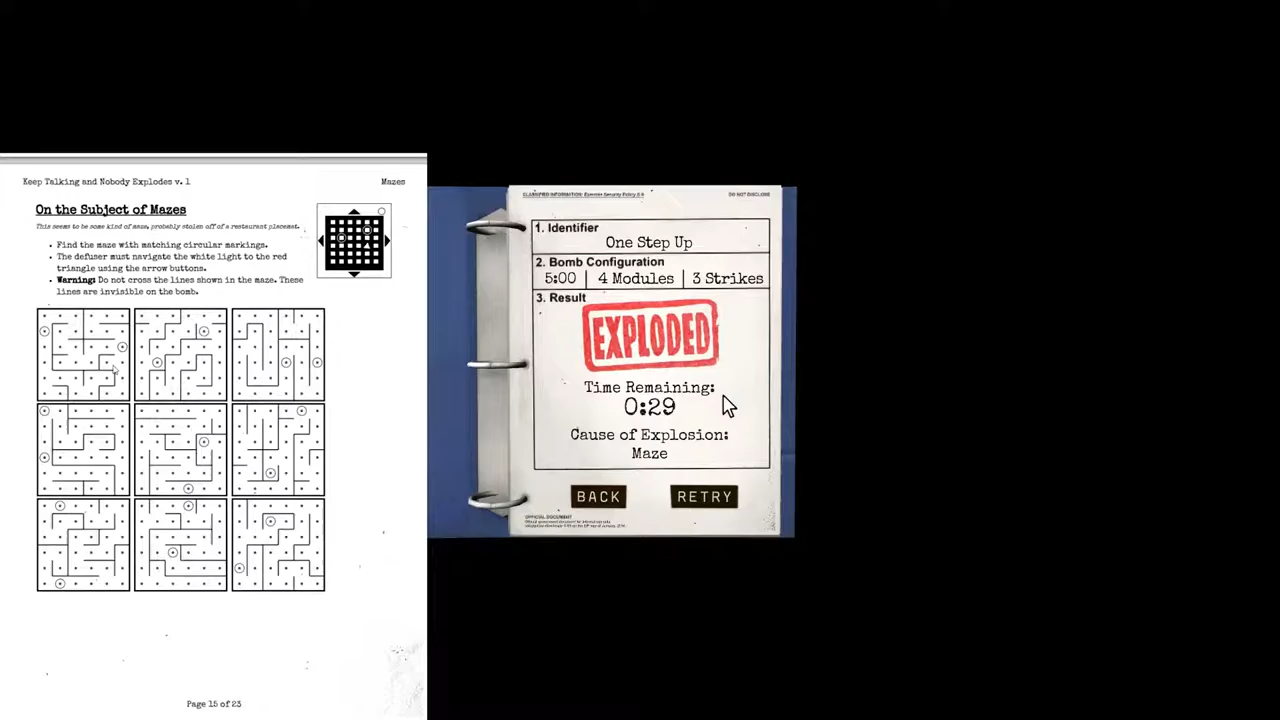 Keep Talking and Nobody Explodes v. 1
Mazes
On the Subject of Mazes
This seems to be some kind of maze, probably stolen off of a restaurant placemat.
Find the maze with matching circular markings.
The defuser must navigate the white light to the red
triangle using the arrow buttons.
Warning: Do not cross the lines shown in the maze. These
lines are invisible on the bomb.
Page 15 of 23
DO NOT DISCLOSE
1. Identifier
One Step Up
2. Bomb Configuration
5:00 | 4 Modules | 3 Strikes
3. Result
EXPLODED
Time Remaining:
0:29
Cause of Explosion:
Maze
BACK
RETRY
OFFICIAL DOCUMENT